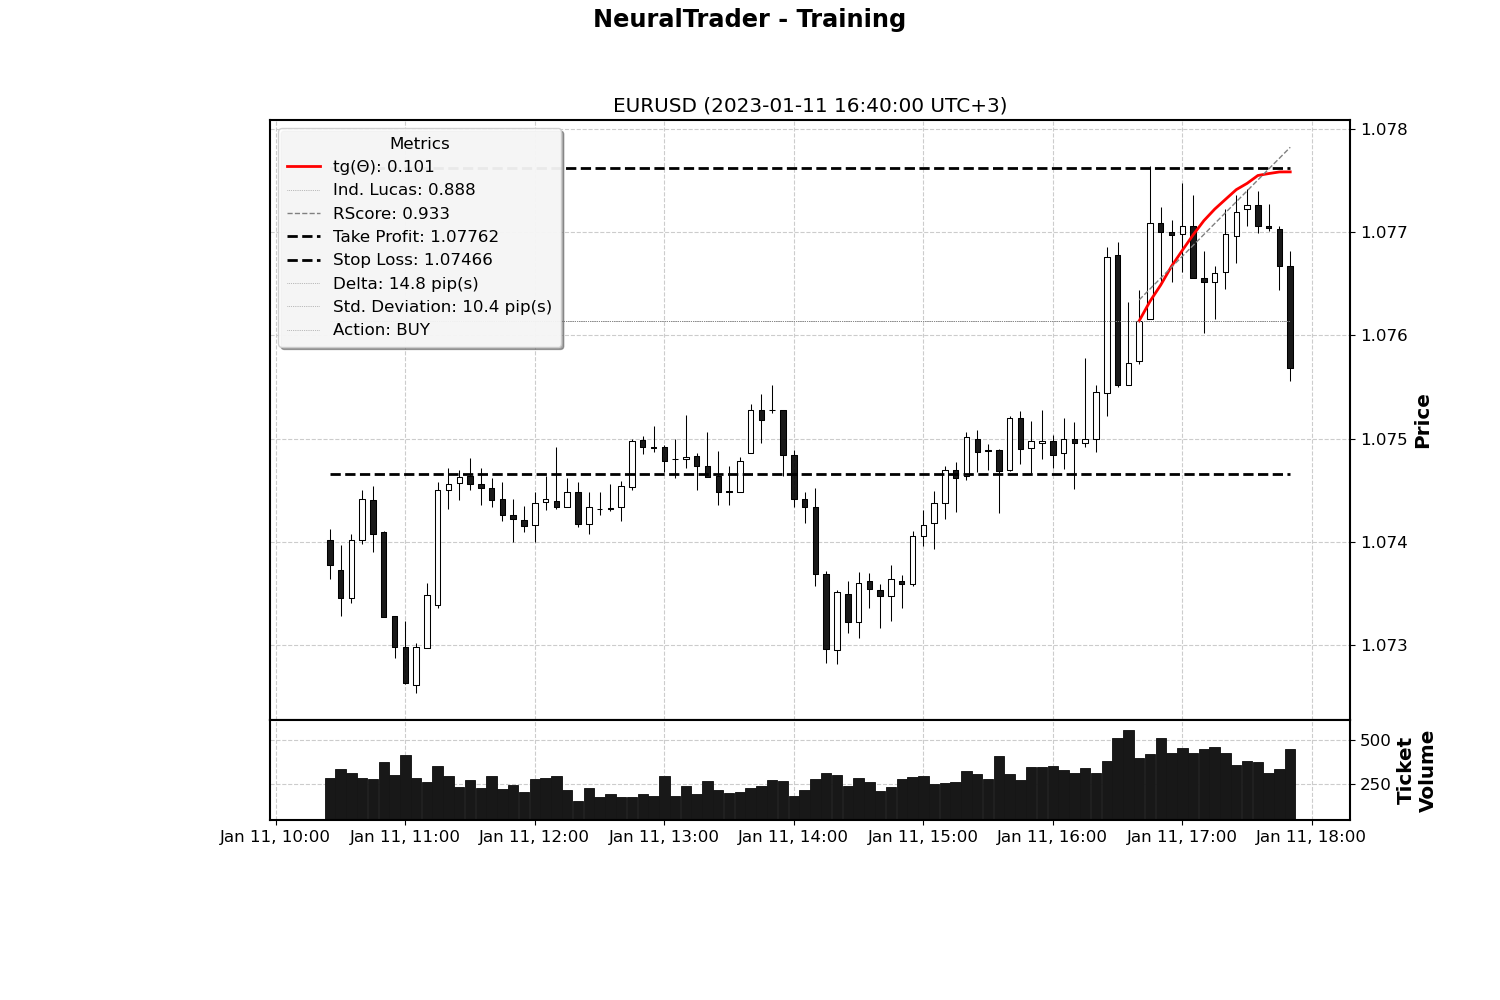 NeuralTrader - Training
EURUSD (2023-01-11 16:40:00 UTC+3)
Metrics
tg(Θ): 0.101
Ind. Lucas: 0.888
RScore: 0.933
Take Profit: 1.07762
Stop Loss: 1.07466
Delta: 14.8 pip(s)
Std. Deviation: 10.4 pip(s)
Action: BUY
1.078
1.077
1.076
1.075
1.074
1.073
Price
500
250
Ticket
Volume
Jan 11, 10:00 Jan 11, 11:00 Jan 11, 12:00 Jan 11, 13:00 Jan 11, 14:00 Jan 11, 15:00 Jan 11, 16:00 Jan 11, 17:00 Jan 11, 18:00